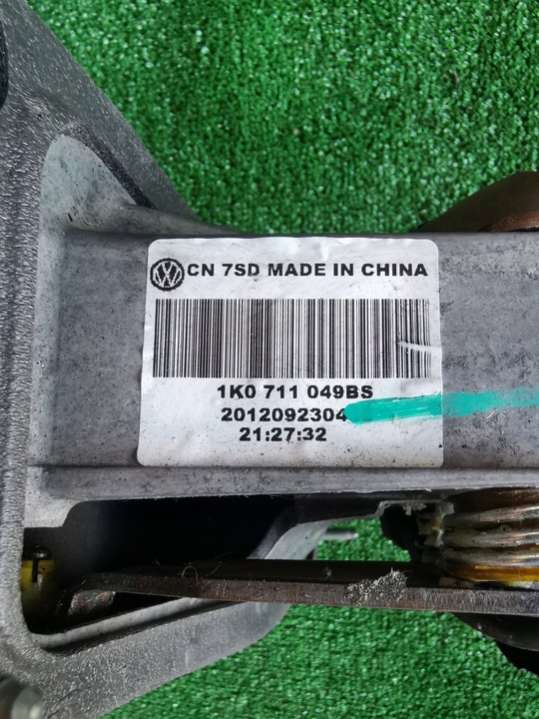 CN 7SD MADE IN CHINA
1K0 711 049BS
2012092304
21:27:32